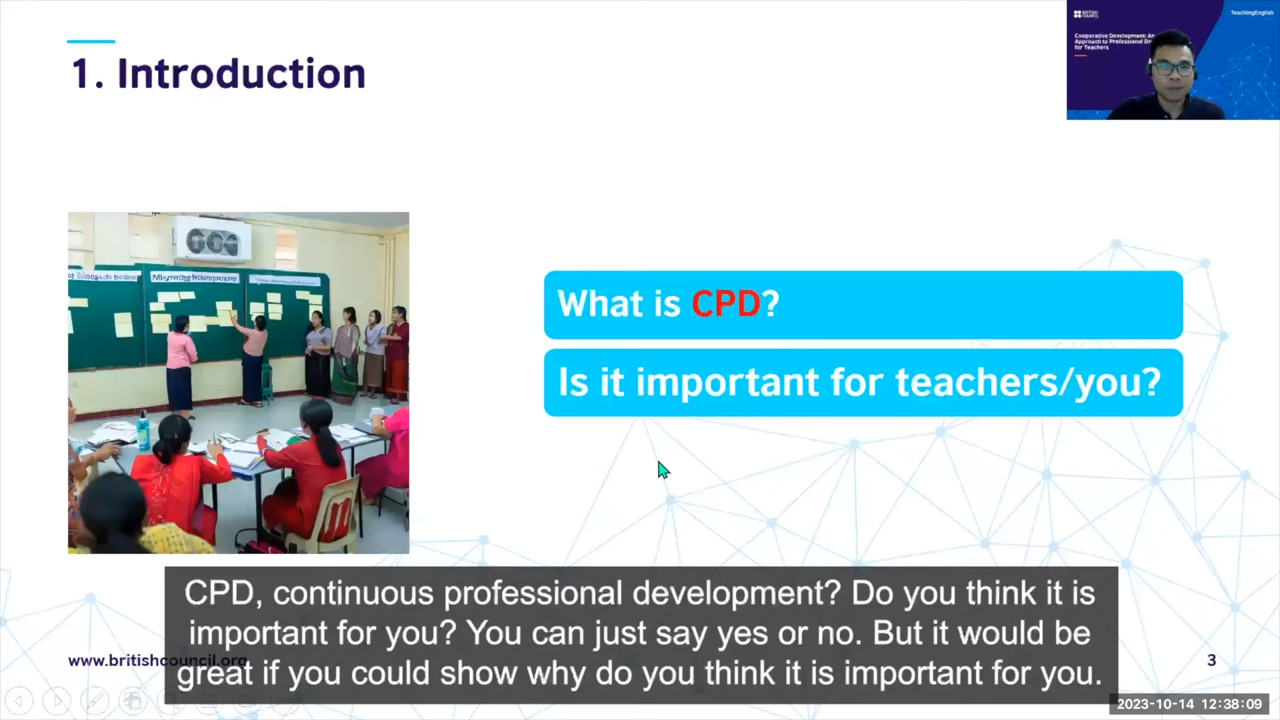 1. Introduction
BRITISH
COUNCIL
TeachingEnglish
Cooperative Development: An
Approach to Professional De
for Teachers
What is CPD?
Is it important for teachers/you?
CPD, continuous professional development? Do you think it is
important for you? You can just say yes or no. But it would be
great if you could show why do you think it is important for you.
www.britishcouncil.org
3
2023-10-14 12:38:09